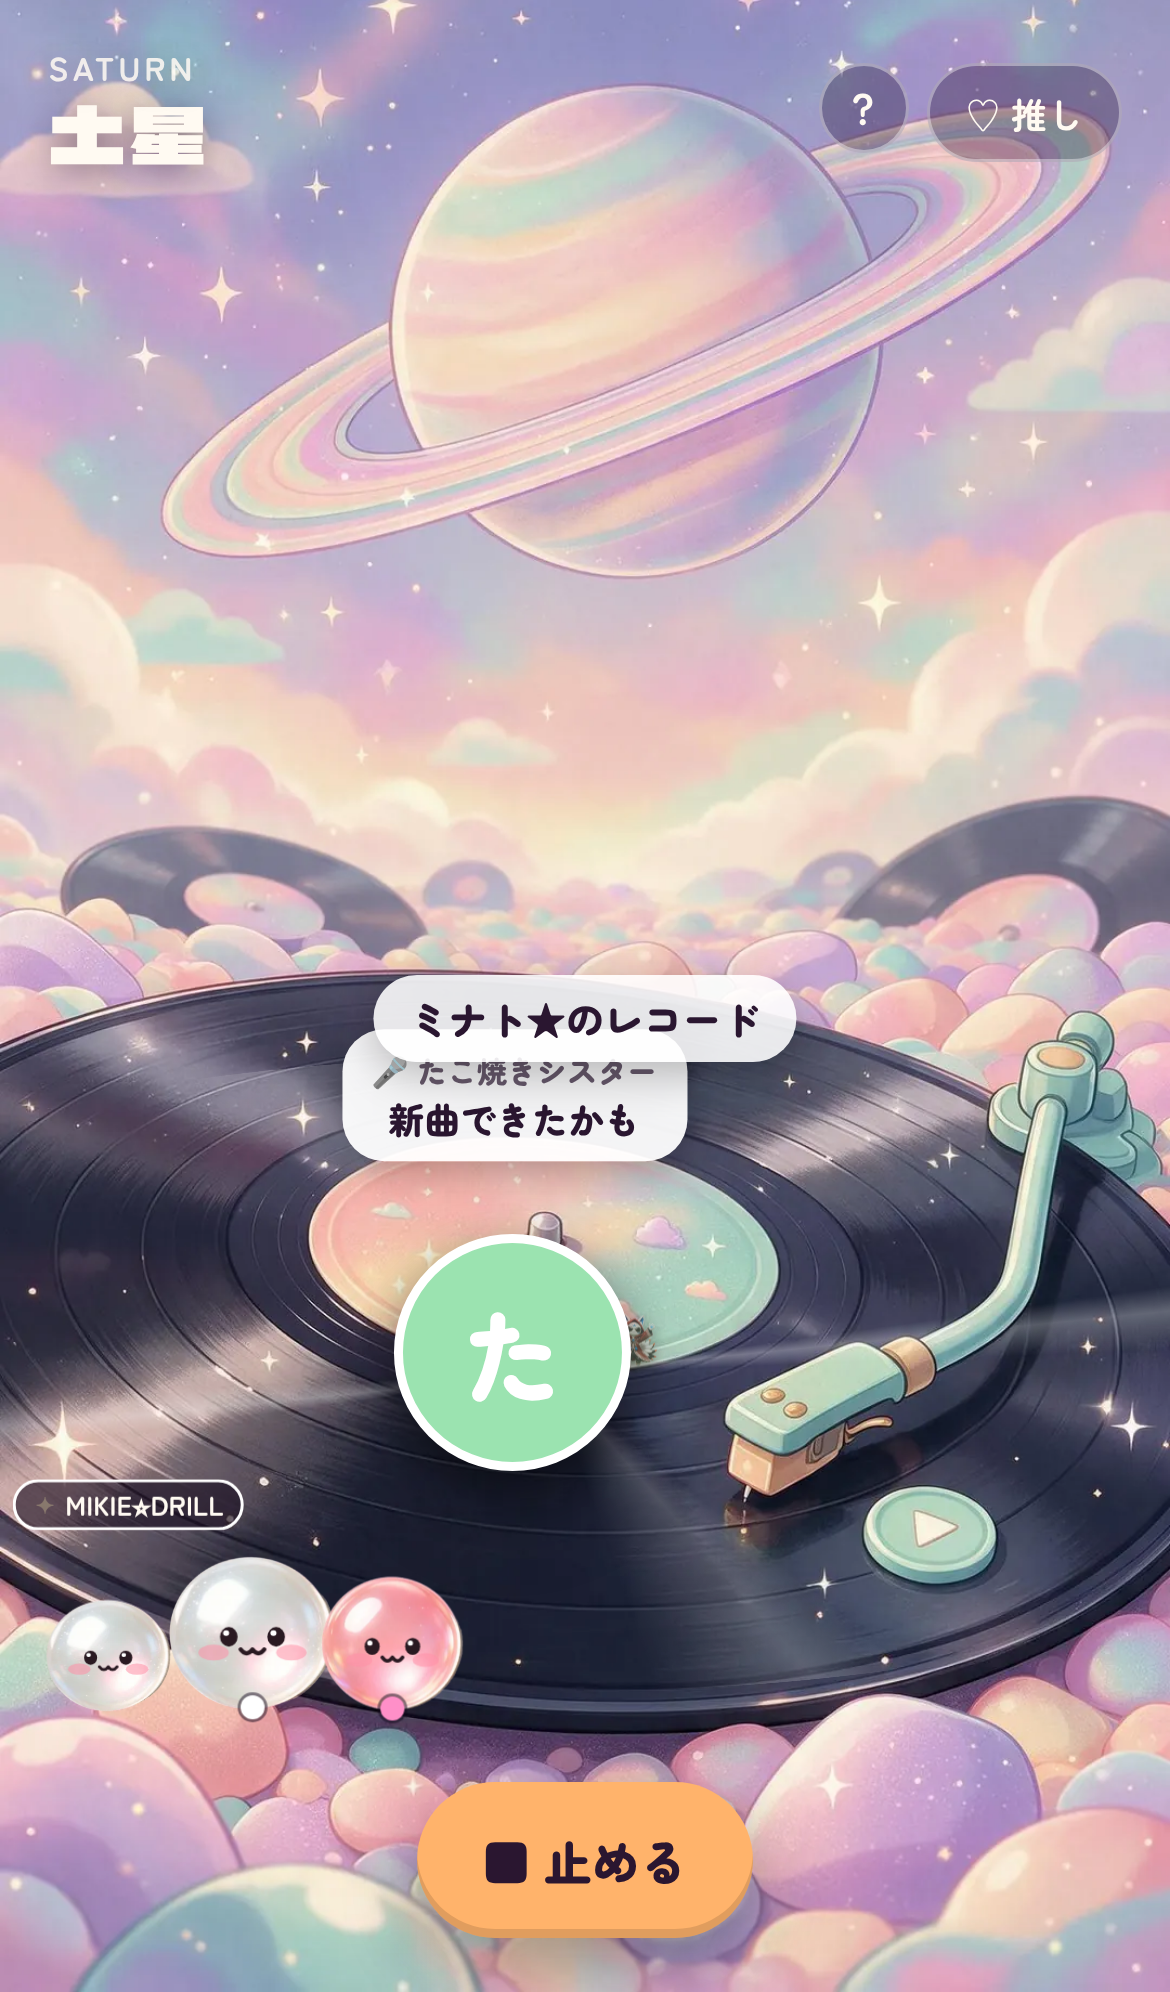 SATURN
土星
?
♡ 推し
ミナト★のレコード
🎤 たこ焼きシスター
新曲できたかも
た
✦ MIKIE★DRILL
■ 止める